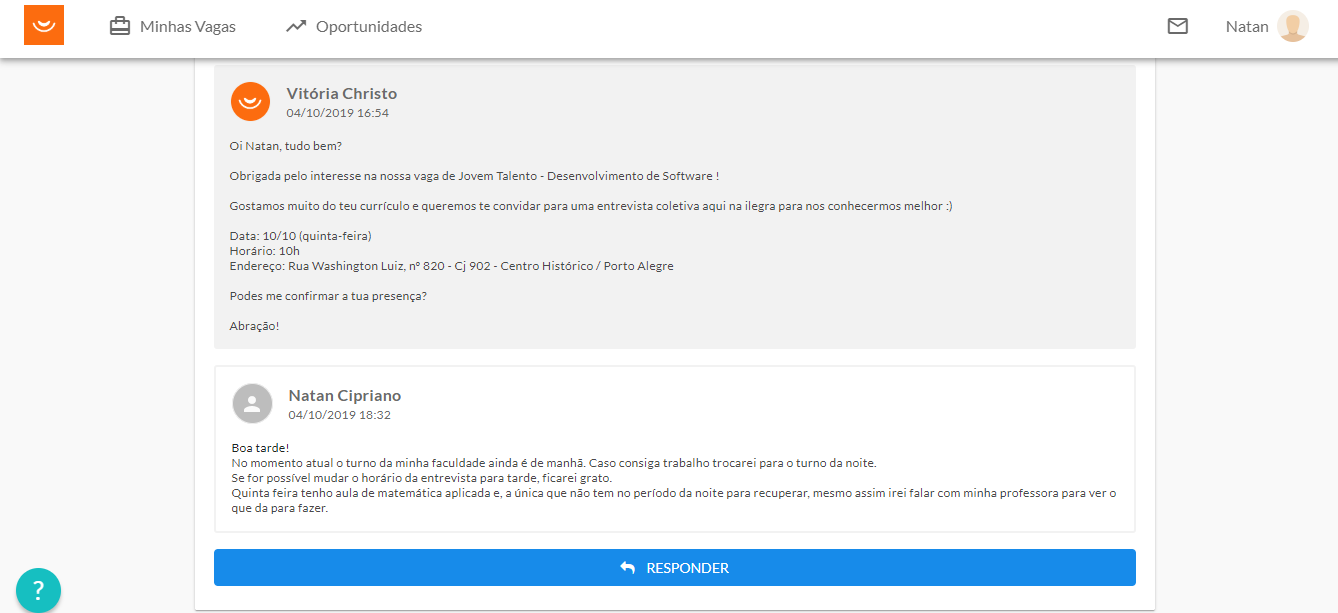 Minhas Vagas
Oportunidades
Natan
Vitória Christo
04/10/2019 16:54
Oi Natan, tudo bem?
Obrigada pelo interesse na nossa vaga de Jovem Talento - Desenvolvimento de Software !
Gostamos muito do teu currículo e queremos te convidar para uma entrevista coletiva aqui na ilegra para nos conhecermos melhor :)
Data: 10/10 (quinta-feira)
Horário: 10h
Endereço: Rua Washington Luiz, nº 820 - Cj 902 - Centro Histórico / Porto Alegre
Podes me confirmar a tua presença?
Abração!
Natan Cipriano
04/10/2019 18:32
Boa tarde!
No momento atual o turno da minha faculdade ainda é de manhã. Caso consiga trabalho trocarei para o turno da noite.
Se for possível mudar o horário da entrevista para tarde, ficarei grato.
Quinta feira tenho aula de matemática aplicada e, a única que não tem no período da noite para recuperar, mesmo assim irei falar com minha professora para ver o
que da para fazer.
RESPONDER
?